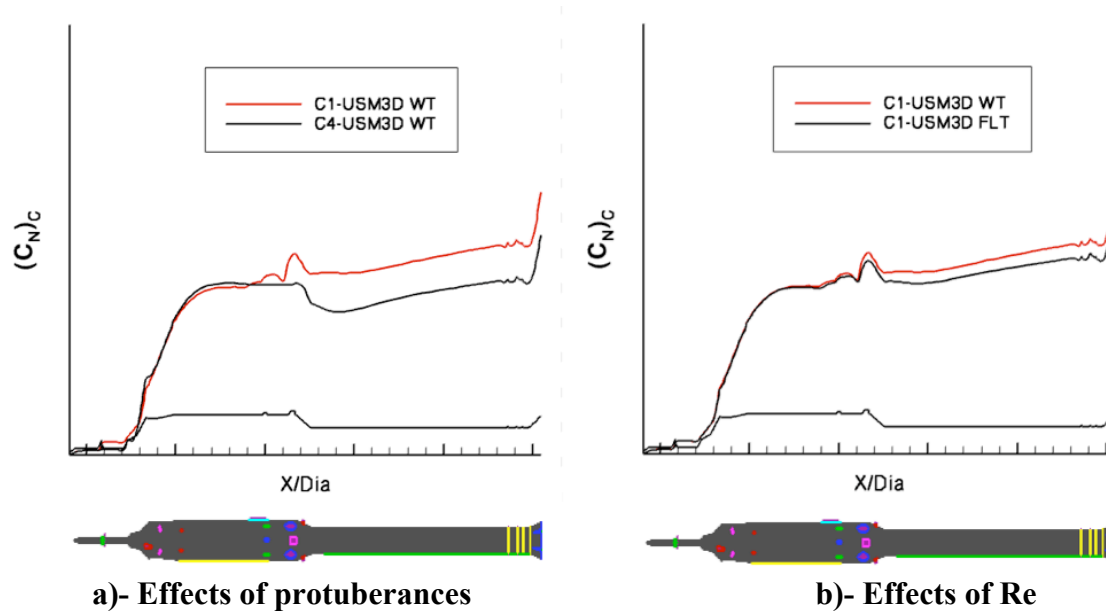 C1-USM3D WT
C4-USM3D WT
(CN)C
X/Dia
a)- Effects of protuberances
C1-USM3D WT
C1-USM3D FLT
(CN)C
X/Dia
b)- Effects of Re